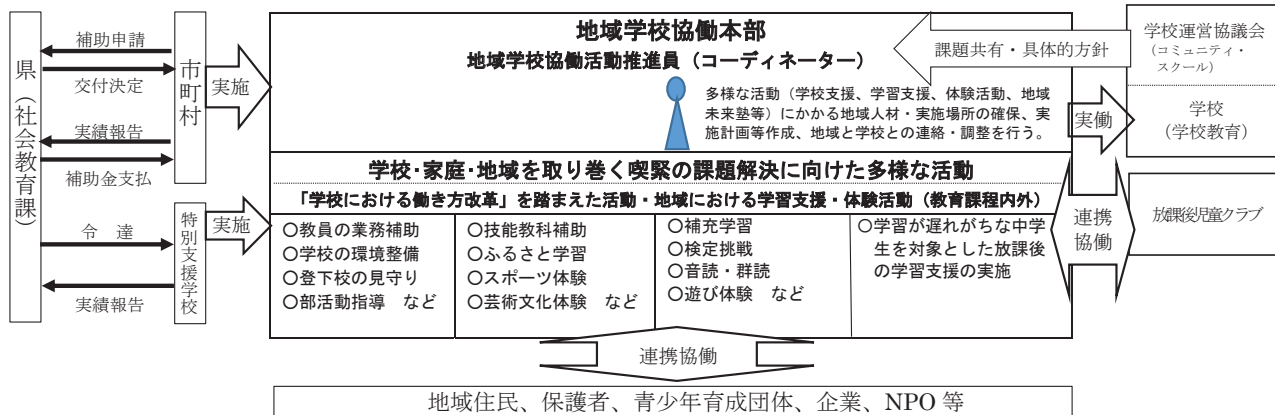 県（社会教育課）
補助申請
交付決定
実績報告
補助金支払
令　達
実績報告
市町村
特別支援学校
実施
実施
地域学校協働本部
地域学校協働活動推進員（コーディネーター）
多様な活動（学校支援、学習支援、体験活動、地域
未来塾等）にかかる地域人材・実施場所の確保、実
施計画等作成、地域と学校との連絡・調整を行う。
課題共有・具体的方針
学校運営協議会
（コミュニティ・
スクール）
実働
学校
（学校教育）
学校・家庭・地域を取り巻く喫緊の課題解決に向けた多様な活動
「学校における働き方改革」を踏まえた活動・地域における学習支援・体験活動（教育課程内外）
○教員の業務補助
○学校の環境整備
○登下校の見守り
○部活動指導　など
○技能教科補助
○ふるさと学習
○スポーツ体験
○芸術文化体験　など
○補充学習
○検定挑戦
○音読・群読
○遊び体験　など
○学習が遅れがちな中学
生を対象とした放課後
の学習支援の実施
連携
協働
放課後児童クラブ
連携協働
地域住民、保護者、青少年育成団体、企業、NPO 等